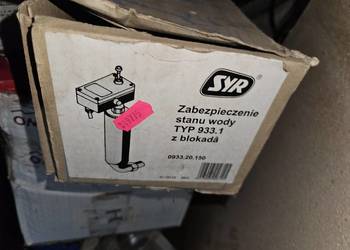 SYR
Zabezpieczenie
stanu wody
TYP 933.1
z blokadą
0933.20.150